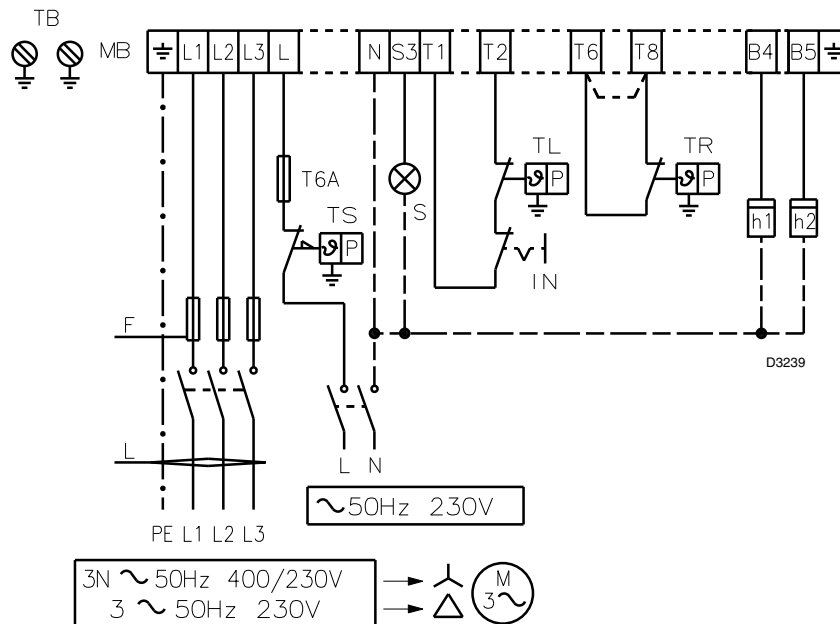 TB
MB L1 L2 L3 L N S3 T1 T2 T6 T8 B4 B5
T6A
TS
P
S
TL
P
IN
TR
P
h1 h2
F
D3239
L
L N
PE L1 L2 L3
50Hz 230V
3N ~ 50Hz 400/230V
3 ~ 50Hz 230V
M
3~